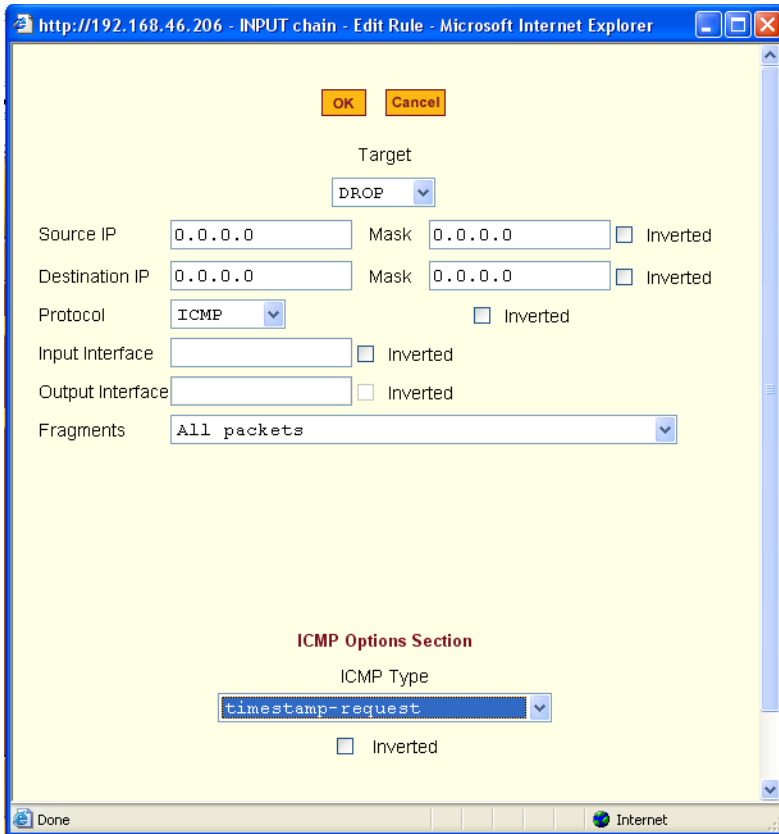 http://192.168.46.206 - INPUT chain - Edit Rule - Microsoft Internet Explorer
OK Cancel
Target
DROP
Source IP 0.0.0.0 Mask 0.0.0.0 Inverted
Destination IP 0.0.0.0 Mask 0.0.0.0 Inverted
Protocol ICMP Inverted
Input Interface Inverted
Output Interface Inverted
Fragments All packets
ICMP Options Section
ICMP Type
timestamp-request
Inverted
Done Internet